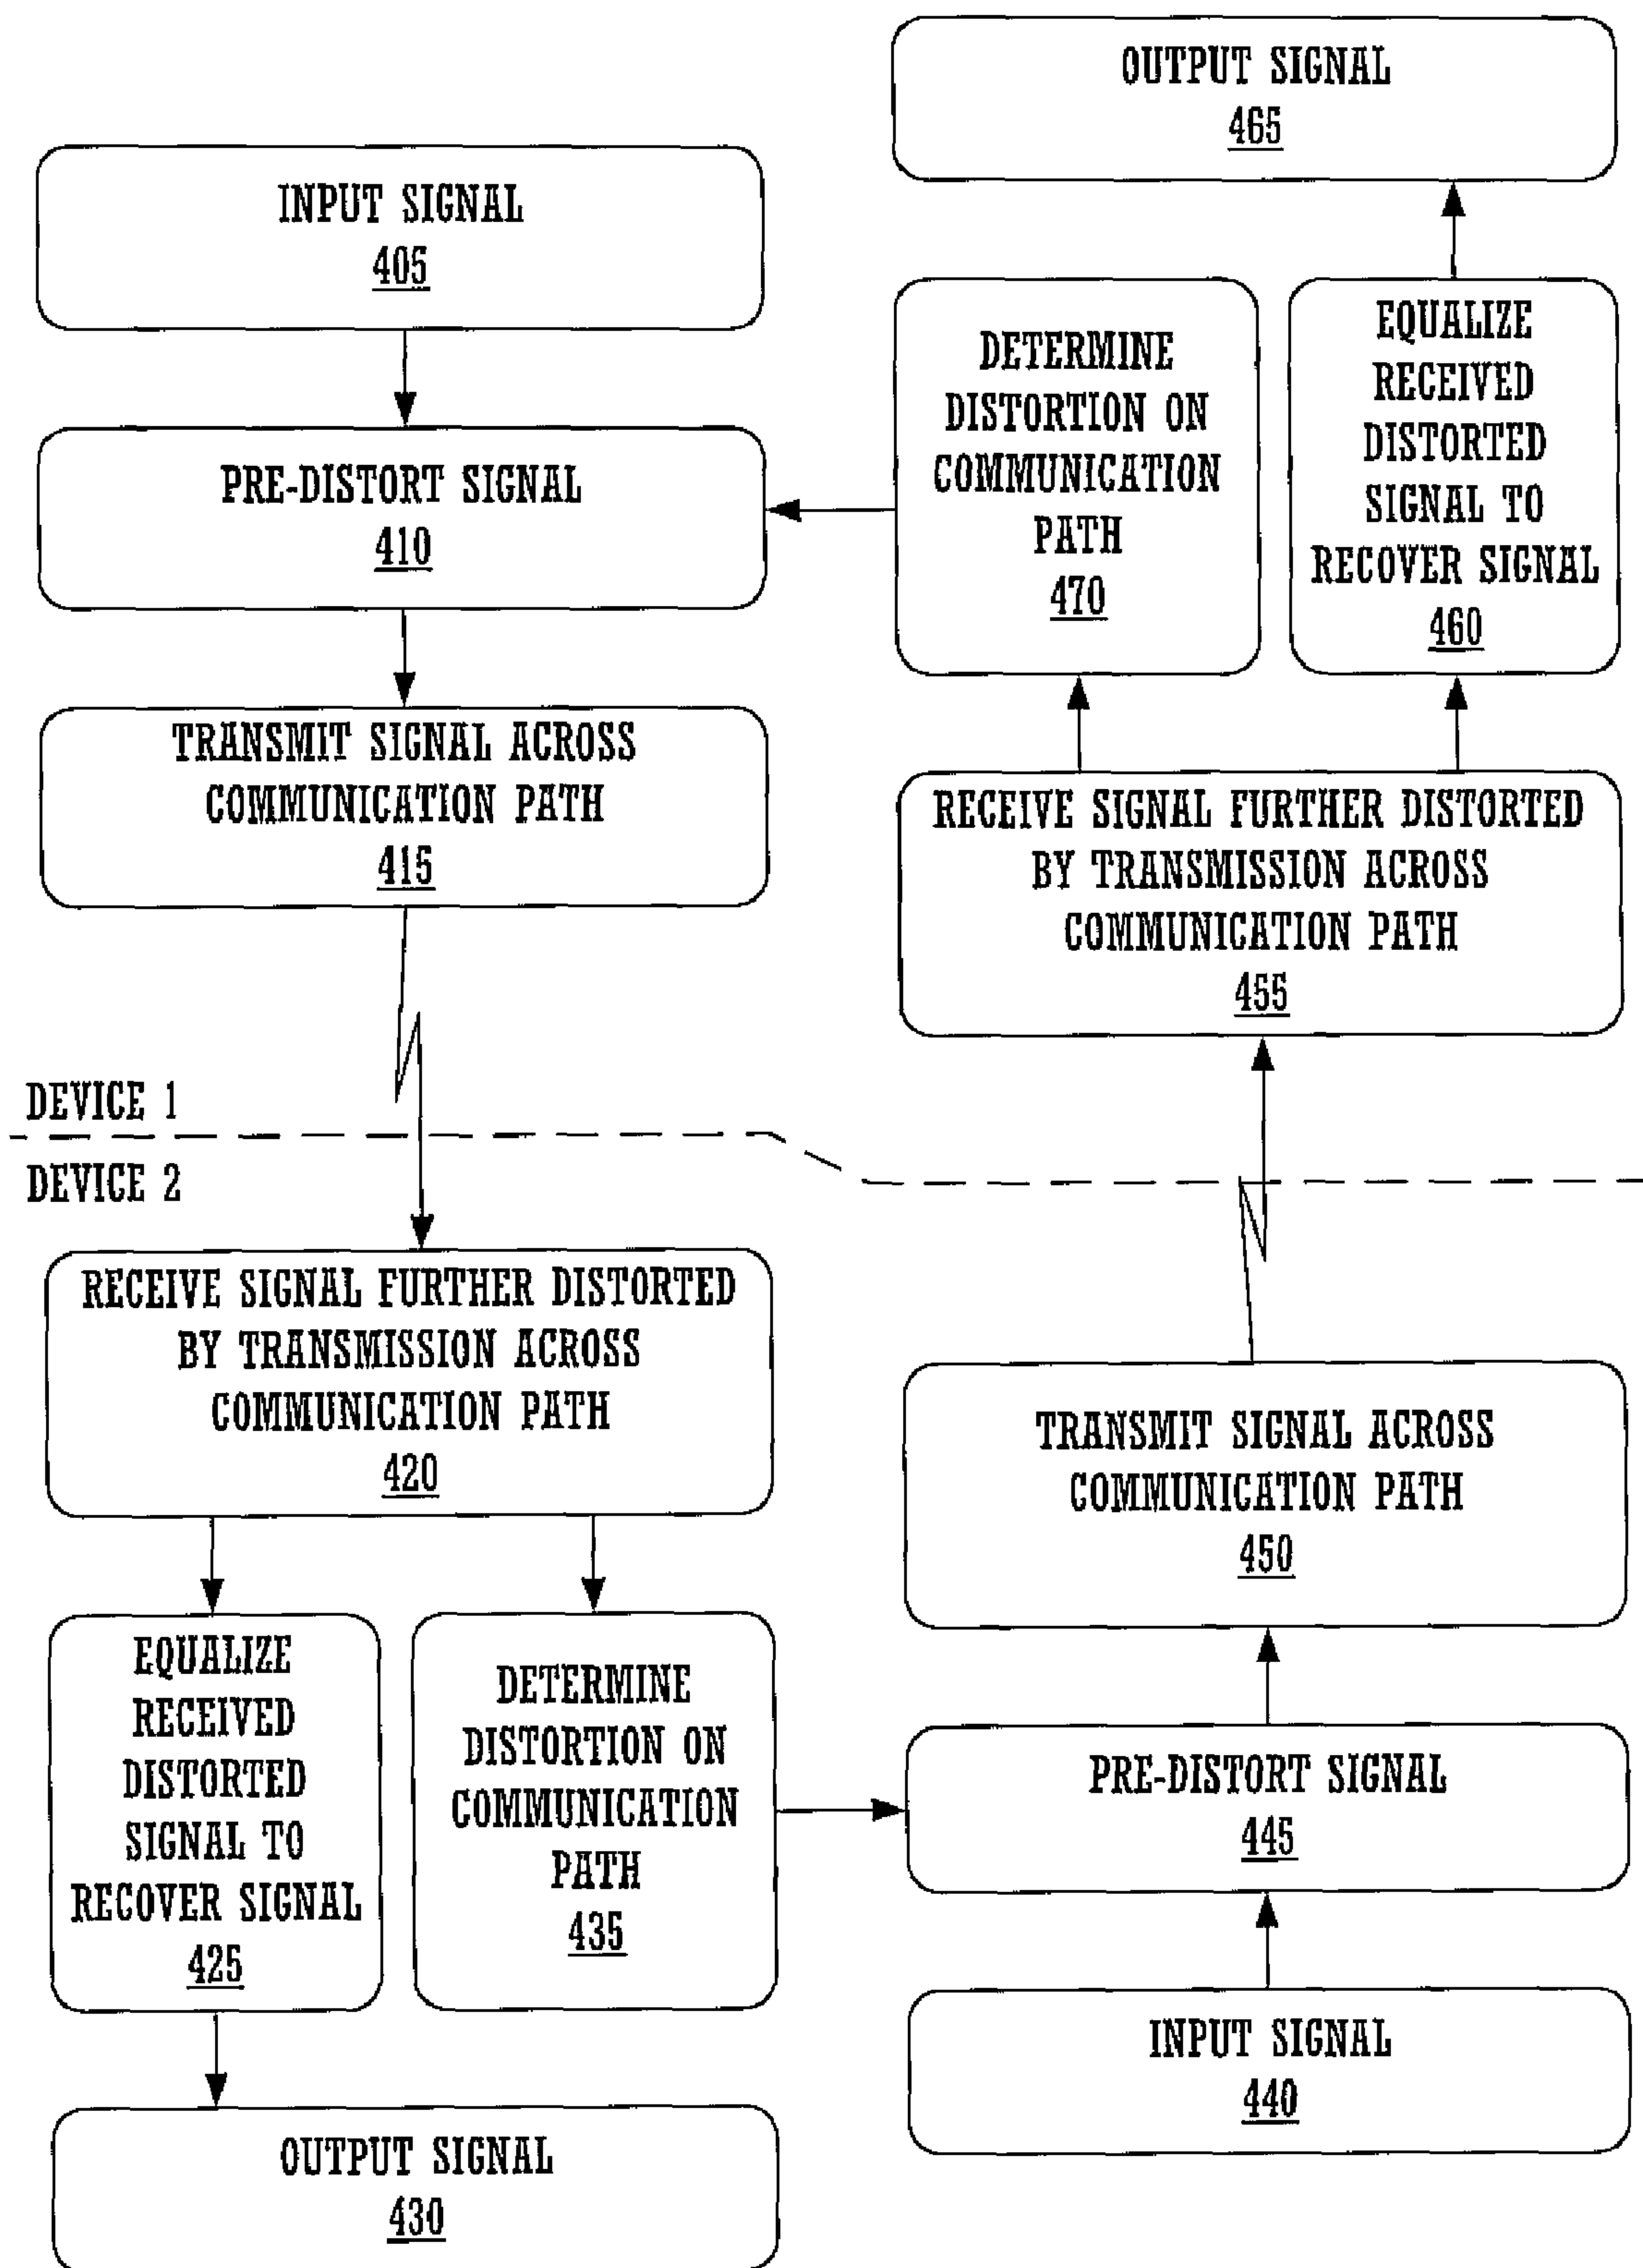 OUTPUT SIGNAL
465
INPUT SIGNAL
405
DETERMINE
DISTORTION ON
COMMUNICATION
PATH
470
EQUALIZE
RECEIVED
DISTORTED
SIGNAL TO
RECOVER SIGNAL
460
PRE-DISTORT SIGNAL
410
TRANSMIT SIGNAL ACROSS
COMMUNICATION PATH
415
RECEIVE SIGNAL FURTHER DISTORTED
BY TRANSMISSION ACROSS
COMMUNICATION PATH
455
DEVICE 1
DEVICE 2
RECEIVE SIGNAL FURTHER DISTORTED
BY TRANSMISSION ACROSS
COMMUNICATION PATH
420
TRANSMIT SIGNAL ACROSS
COMMUNICATION PATH
450
EQUALIZE
RECEIVED
DISTORTED
SIGNAL TO
RECOVER SIGNAL
425
DETERMINE
DISTORTION ON
COMMUNICATION
PATH
435
PRE-DISTORT SIGNAL
445
INPUT SIGNAL
440
OUTPUT SIGNAL
430